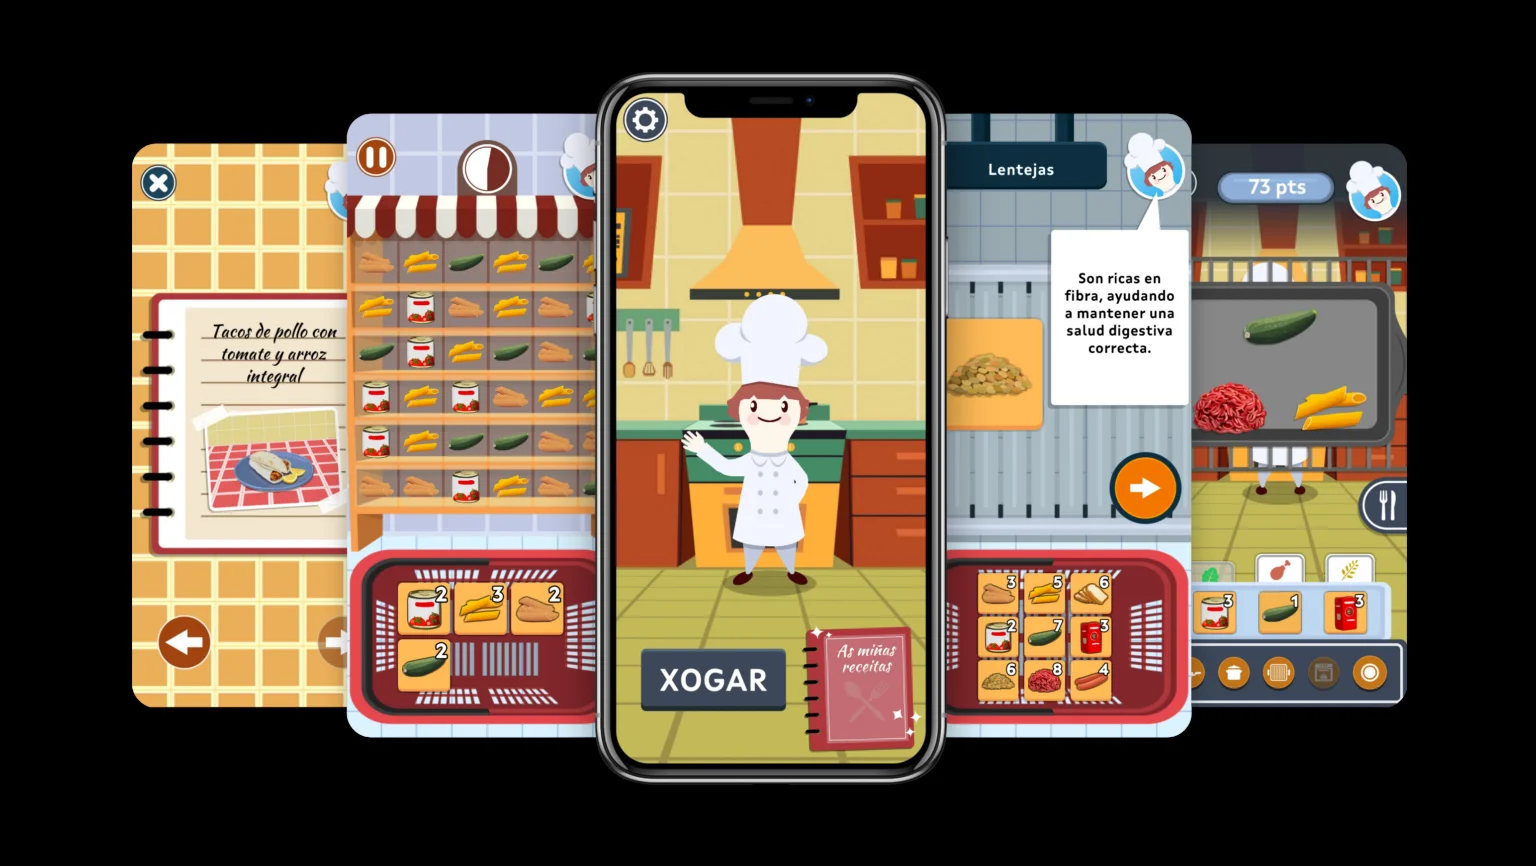 Tacos de pollo con
tomate y arroz
integral
2
3
2
2
XOGAR
As miñas
receitas
Lentejas
Son ricas en
fibra, ayudando
a mantener una
salud digestiva
correcta.
3
5
6
2
7
3
6
8
4
73 pts
3
1
3